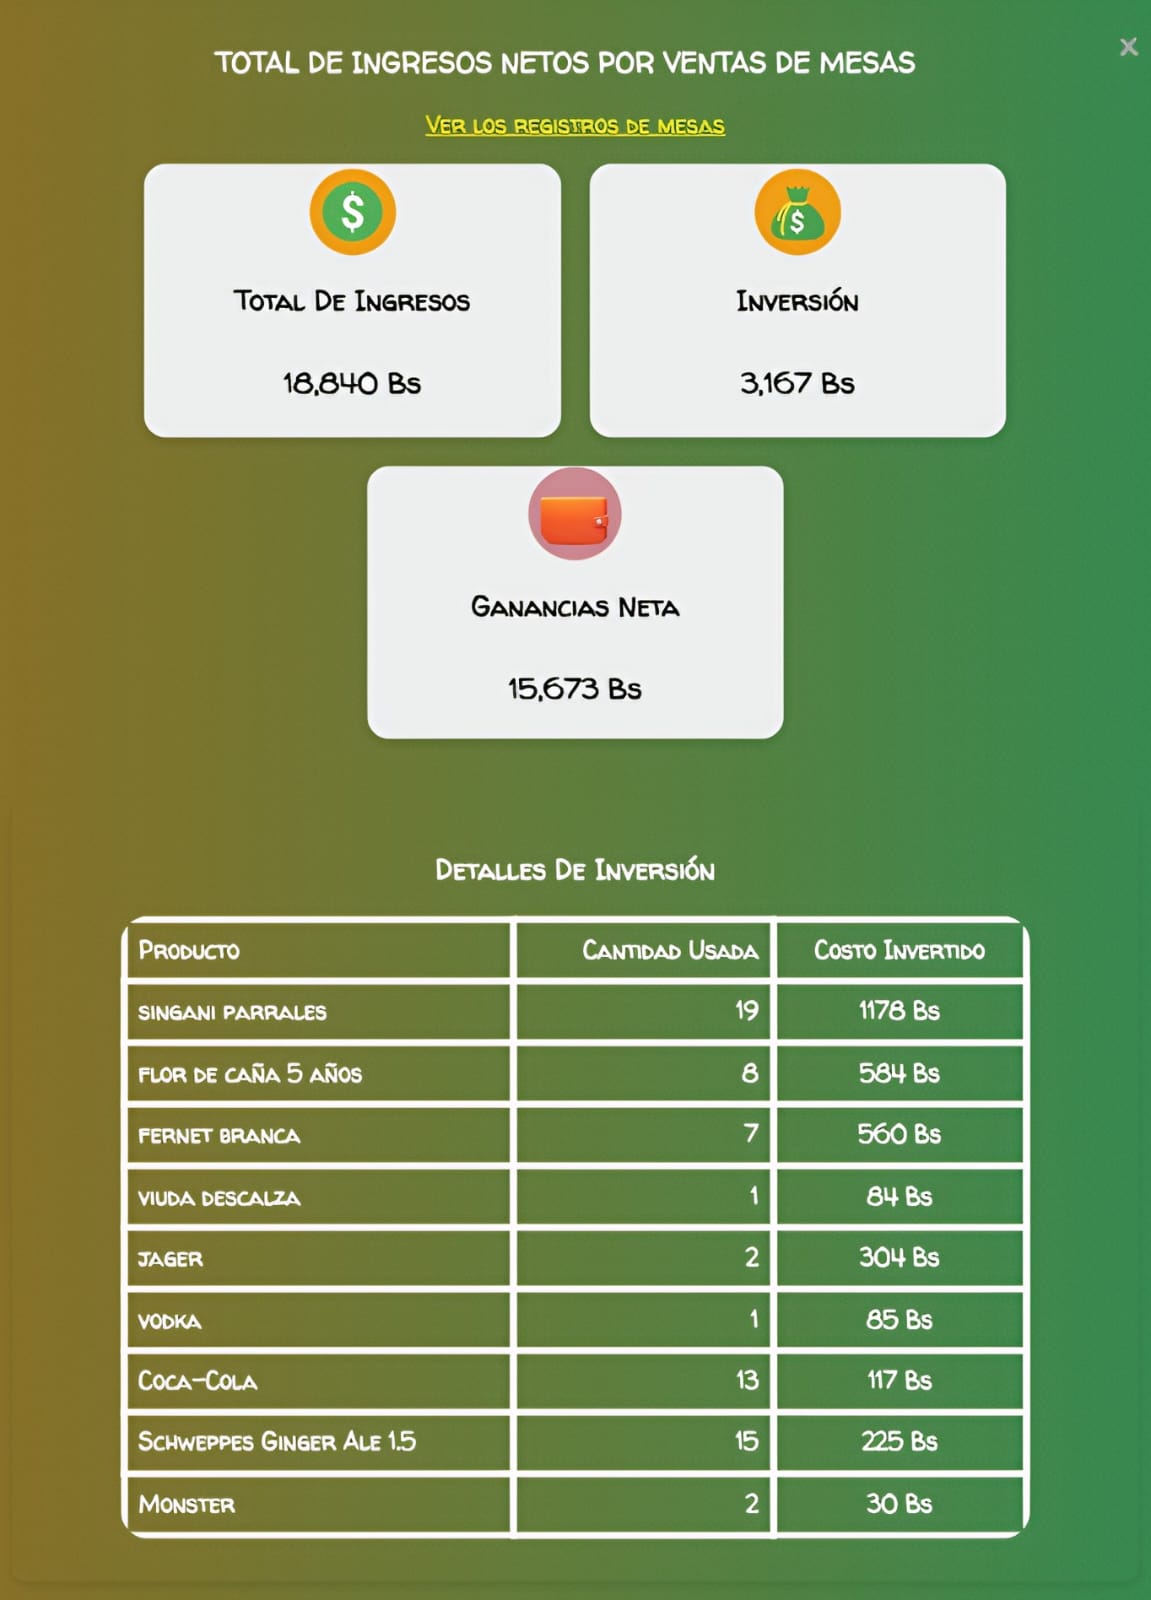 TOTAL DE INGRESOS NETOS POR VENTAS DE MESAS
×
VER LOS REGISTROS DE MESAS
$
$
TOTAL DE INGRESOS
INVERSIÓN
18,840 Bs
3,167 Bs
GANANCIAS NETA
15,673 Bs
DETALLES DE INVERSIÓN
PRODUCTO CANTIDAD USADA COSTO INVERTIDO
SINGANI PARRALES 19 1178 Bs
FLOR DE CAÑA 5 AÑOS 8 584 Bs
FERNET BRANCA 7 560 Bs
VIUDA DESCALZA 1 84 Bs
JAGER 2 304 Bs
VODKA 1 85 Bs
COCA-COLA 13 117 Bs
SCHWEPPES GINGER ALE 1.5 15 225 Bs
MONSTER 2 30 Bs